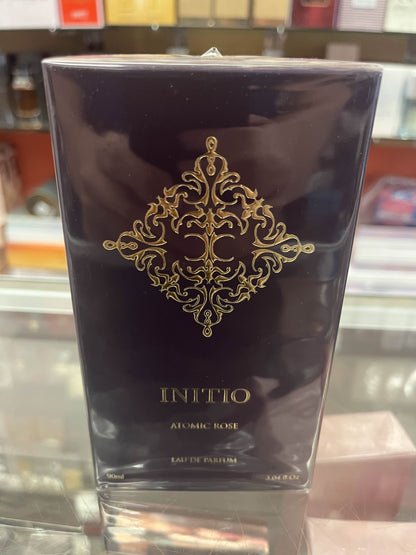 INITIO
ATOMIC ROSE
EAU DE PARFUM
90ml 3.04 fl.oz